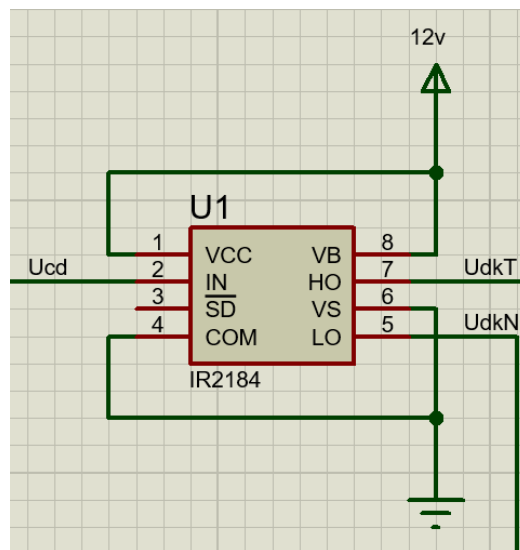 12v
U1
1 VCC VB 8
Ucd 2 IN HO 7 UdkT
3 SD VS 6
4 COM LO 5 UdkN
IR2184